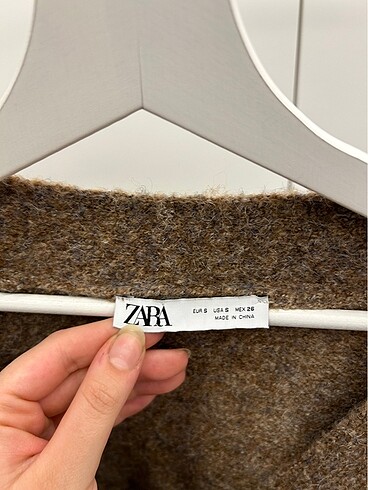 ZARA
EUR S USA S MEX 26
MADE IN CHINA